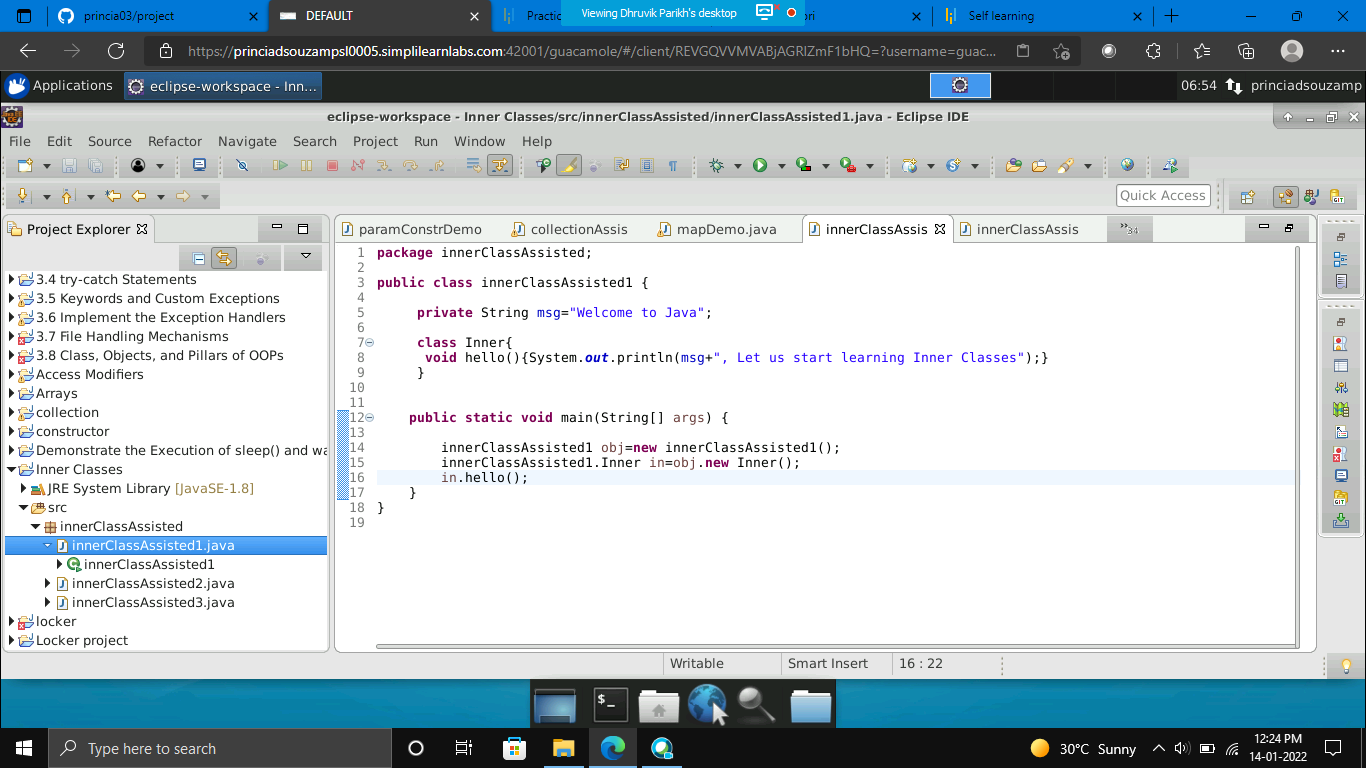 princia03/project
DEFAULT
Practic
Viewing Dhruvik Parikh's desktop
ori
Self learning
https://princiadsouzampsl0005.simplilearnlabs.com:42001/guacamole/#/client/REVGQVVMVABjAGRlZmF1bHQ=?username=guac...
Applications
eclipse-workspace - Inn...
06:54
princiadsouzamp
eclipse-workspace - Inner Classes/src/innerClassAssisted/innerClassAssisted1.java - Eclipse IDE
File Edit Source Refactor Navigate Search Project Run Window Help
Quick Access
Project Explorer
paramConstrDemo
collectionAssis
mapDemo.java
innerClassAssis
innerClassAssis
»34
3.4 try-catch Statements
3.5 Keywords and Custom Exceptions
3.6 Implement the Exception Handlers
3.7 File Handling Mechanisms
3.8 Class, Objects, and Pillars of OOPs
Access Modifiers
Arrays
collection
constructor
Demonstrate the Execution of sleep() and wa
Inner Classes
JRE System Library [JavaSE-1.8]
src
innerClassAssisted
innerClassAssisted1.java
innerClassAssisted1
innerClassAssisted2.java
innerClassAssisted3.java
locker
Locker project
1 package innerClassAssisted;
2
3 public class innerClassAssisted1 {
4
5 private String msg="Welcome to Java";
6
7 class Inner{
8 void hello(){System.out.println(msg+", Let us start learning Inner Classes");}
9 }
10
11
12 public static void main(String[] args) {
13
14 innerClassAssisted1 obj=new innerClassAssisted1();
15 innerClassAssisted1.Inner in=obj.new Inner();
16 in.hello();
17 }
18 }
19
Writable
Smart Insert
16 : 22
Type here to search
30°C Sunny
12:24 PM
14-01-2022